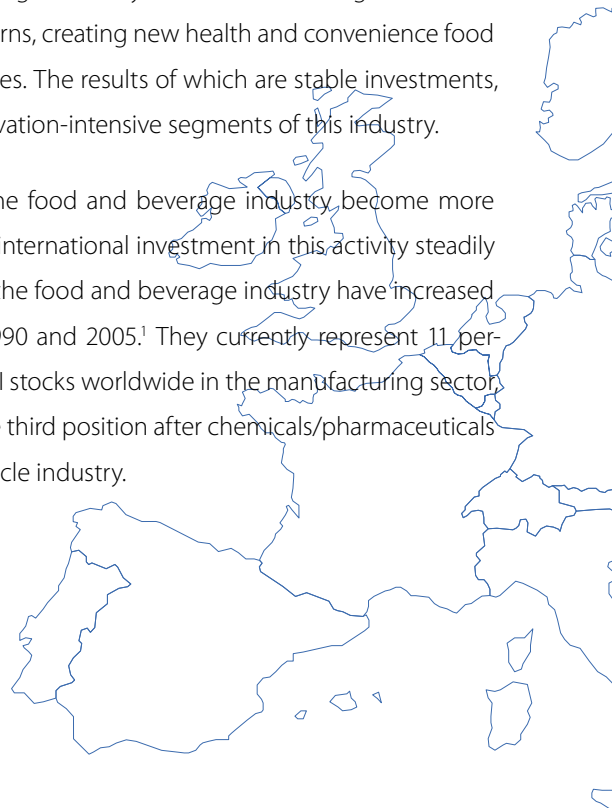 rns, creating new health and convenience food
es. The results of which are stable investments,
vation-intensive segments of this industry.
ne food and beverage industry become more
international investment in this activity steadily
the food and beverage industry have increased
90 and 2005.¹ They currently represent 11 per-
I stocks worldwide in the manufacturing sector,
third position after chemicals/pharmaceuticals
cle industry.